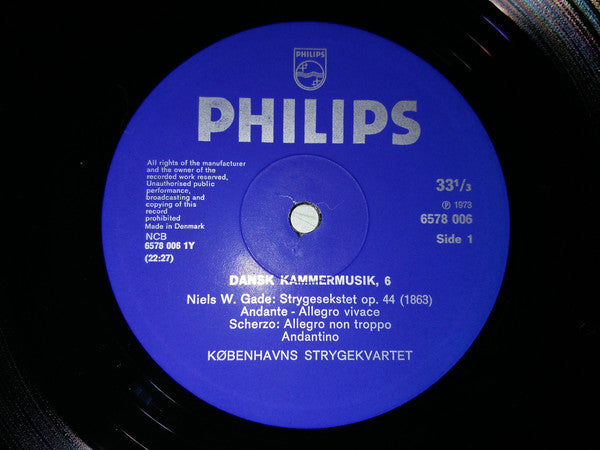 PHILIPS
PHILIPS
All rights of the manufacturer
and the owner of the
recorded work reserved,
Unauthorised public
performance,
broadcasting and
copying of this
record
prohibited
Made in Denmark
NCB
6578 006 1Y
(22:27)
33 1/3
℗ 1973
6578 006
Side 1
DANSK KAMMERMUSIK, 6
Niels W. Gade: Strygesekstet op. 44 (1863)
Andante - Allegro vivace
Scherzo: Allegro non troppo
Andantino
KØBENHAVNS STRYGEKVARTET